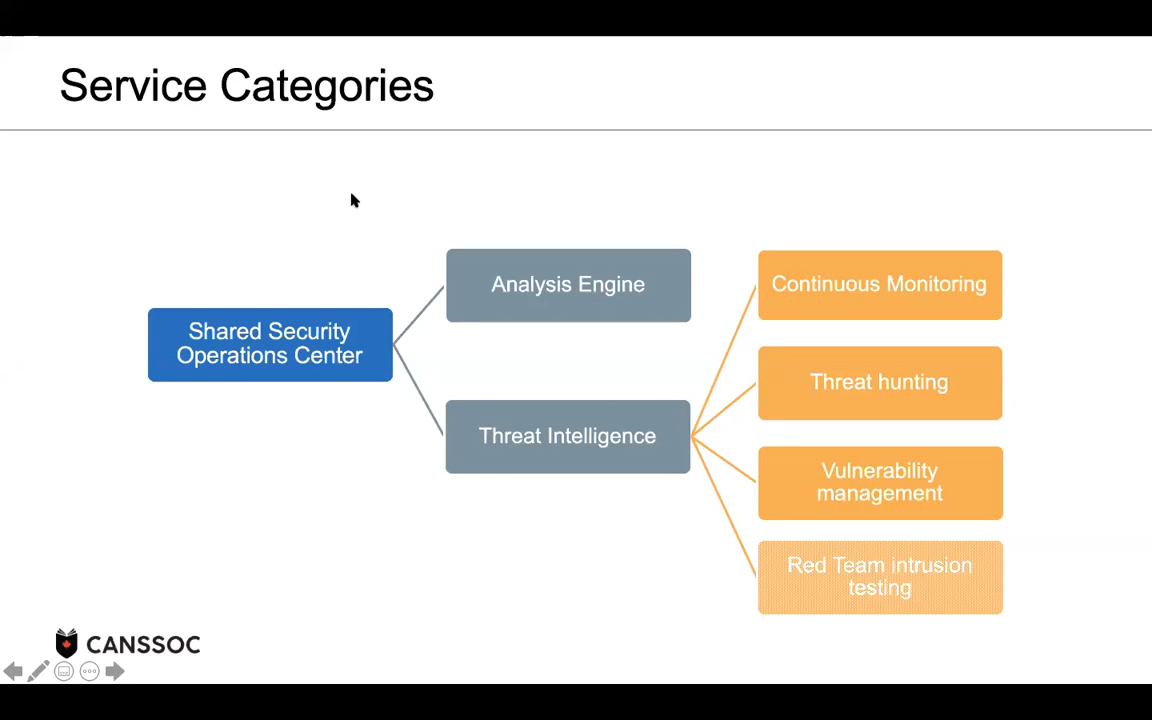 Service Categories
Shared Security
Operations Center
Analysis Engine
Threat Intelligence
Continuous Monitoring
Threat hunting
Vulnerability
management
Red Team intrusion
testing
CANSSOC